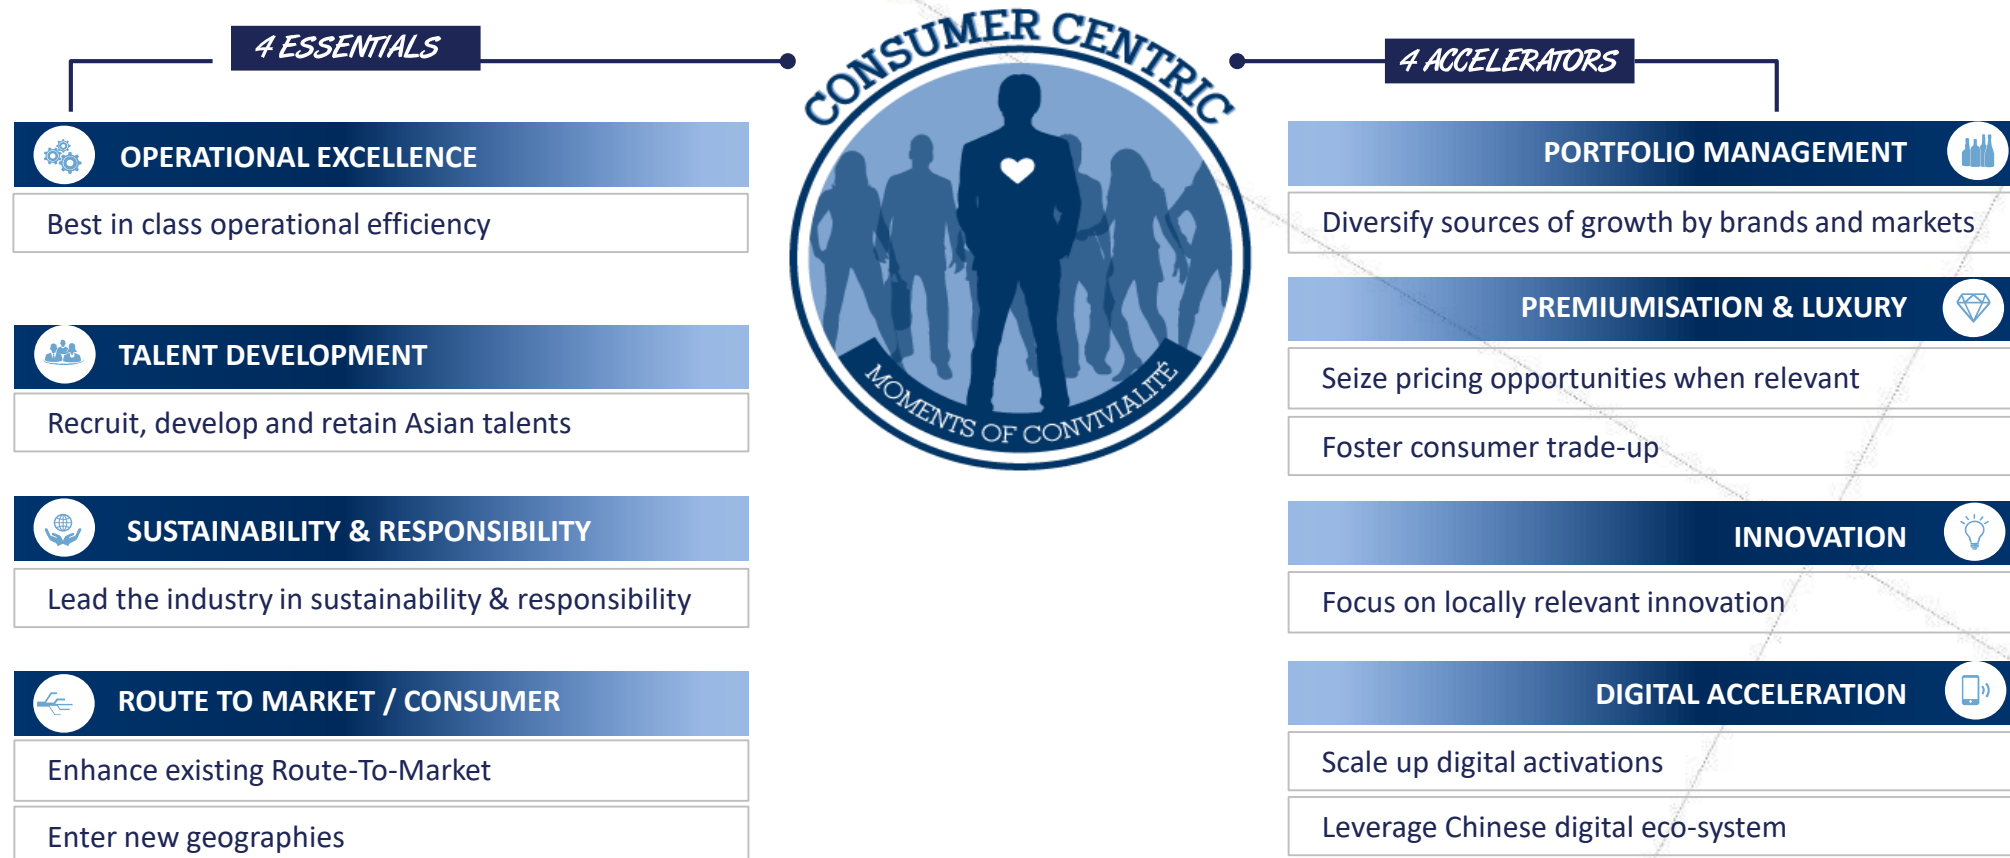 4 ESSENTIALS
OPERATIONAL EXCELLENCE
Best in class operational efficiency
TALENT DEVELOPMENT
Recruit, develop and retain Asian talents
SUSTAINABILITY & RESPONSIBILITY
Lead the industry in sustainability & responsibility
ROUTE TO MARKET / CONSUMER
Enhance existing Route-To-Market
Enter new geographies
CONSUMER CENTRIC
MOMENTS OF CONVIVIALITÉ
4 ACCELERATORS
PORTFOLIO MANAGEMENT
Diversify sources of growth by brands and markets
PREMIUMISATION & LUXURY
Seize pricing opportunities when relevant
Foster consumer trade-up
INNOVATION
Focus on locally relevant innovation
DIGITAL ACCELERATION
Scale up digital activations
Leverage Chinese digital eco-system